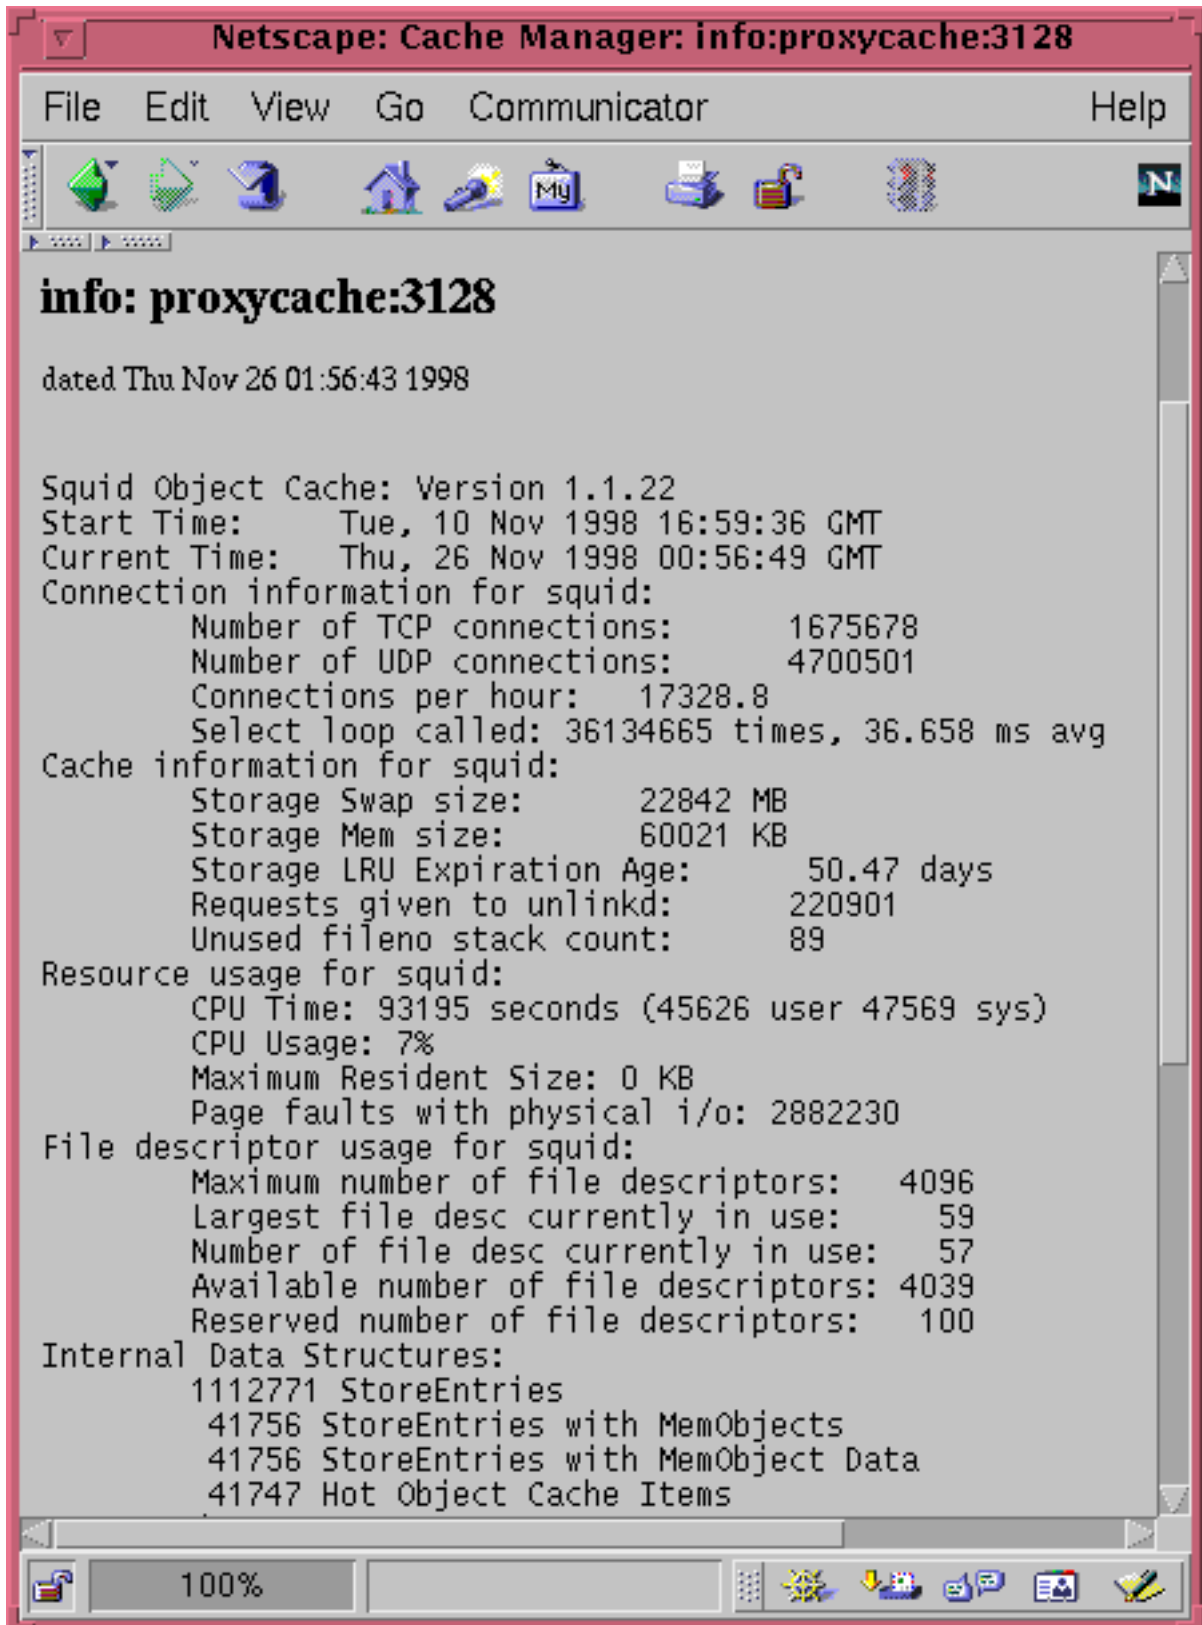 Netscape: Cache Manager: info:proxycache:3128
File Edit View Go Communicator Help
My
N
info: proxycache:3128
dated Thu Nov 26 01:56:43 1998
Squid Object Cache: Version 1.1.22
Start Time: Tue, 10 Nov 1998 16:59:36 GMT
Current Time: Thu, 26 Nov 1998 00:56:49 GMT
Connection information for squid:
Number of TCP connections: 1675678
Number of UDP connections: 4700501
Connections per hour: 17328.8
Select loop called: 36134665 times, 36.658 ms avg
Cache information for squid:
Storage Swap size: 22842 MB
Storage Mem size: 60021 KB
Storage LRU Expiration Age: 50.47 days
Requests given to unlinkd: 220901
Unused fileno stack count: 89
Resource usage for squid:
CPU Time: 93195 seconds (45626 user 47569 sys)
CPU Usage: 7%
Maximum Resident Size: 0 KB
Page faults with physical i/o: 2882230
File descriptor usage for squid:
Maximum number of file descriptors: 4096
Largest file desc currently in use: 59
Number of file desc currently in use: 57
Available number of file descriptors: 4039
Reserved number of file descriptors: 100
Internal Data Structures:
1112771 StoreEntries
41756 StoreEntries with MemObjects
41756 StoreEntries with MemObject Data
41747 Hot Object Cache Items
100%